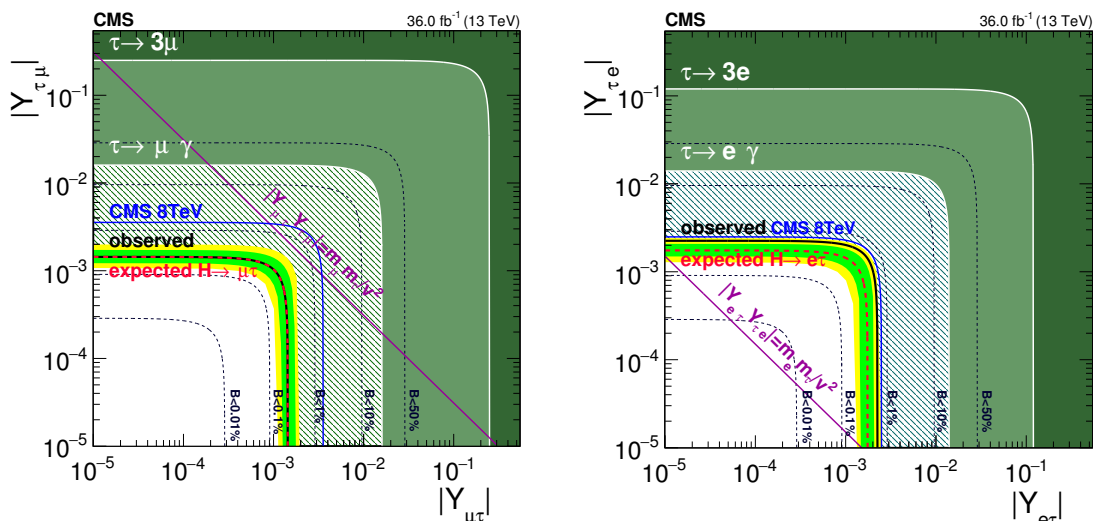 CMS 36.0 fb⁻¹ (13 TeV)
τ→ 3μ
τ→ μ γ
CMS 8TeV
observed
expected H→ μτ
|Y_μτ Y_τμ|=m_μ m_τ/v²
B<0.01%
B<0.1%
B<1%
B<10%
B<50%
|Y_τμ|
10⁻¹
10⁻²
10⁻³
10⁻⁴
10⁻⁵
10⁻⁵ 10⁻⁴ 10⁻³ 10⁻² 10⁻¹
|Y_μτ|
CMS 36.0 fb⁻¹ (13 TeV)
τ→ 3e
τ→ e γ
observed CMS 8TeV
expected H→ eτ
|Y_eτ Y_τe|=m_e m_τ/v²
B<0.01%
B<0.1%
B<1%
B<10%
B<50%
|Y_τe|
10⁻¹
10⁻²
10⁻³
10⁻⁴
10⁻⁵
10⁻⁵ 10⁻⁴ 10⁻³ 10⁻² 10⁻¹
|Y_eτ|